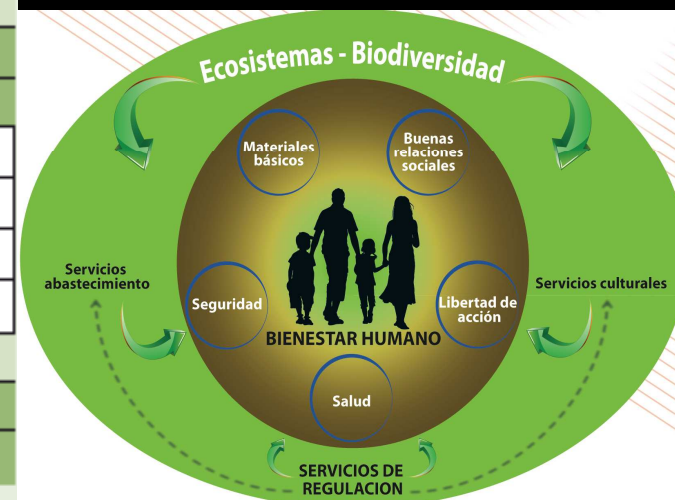 Ecosistemas - Biodiversidad
Materiales
básicos
Buenas
relaciones
sociales
Servicios
abastecimiento
Servicios culturales
Seguridad
Libertad de
acción
BIENESTAR HUMANO
Salud
SERVICIOS DE
REGULACION